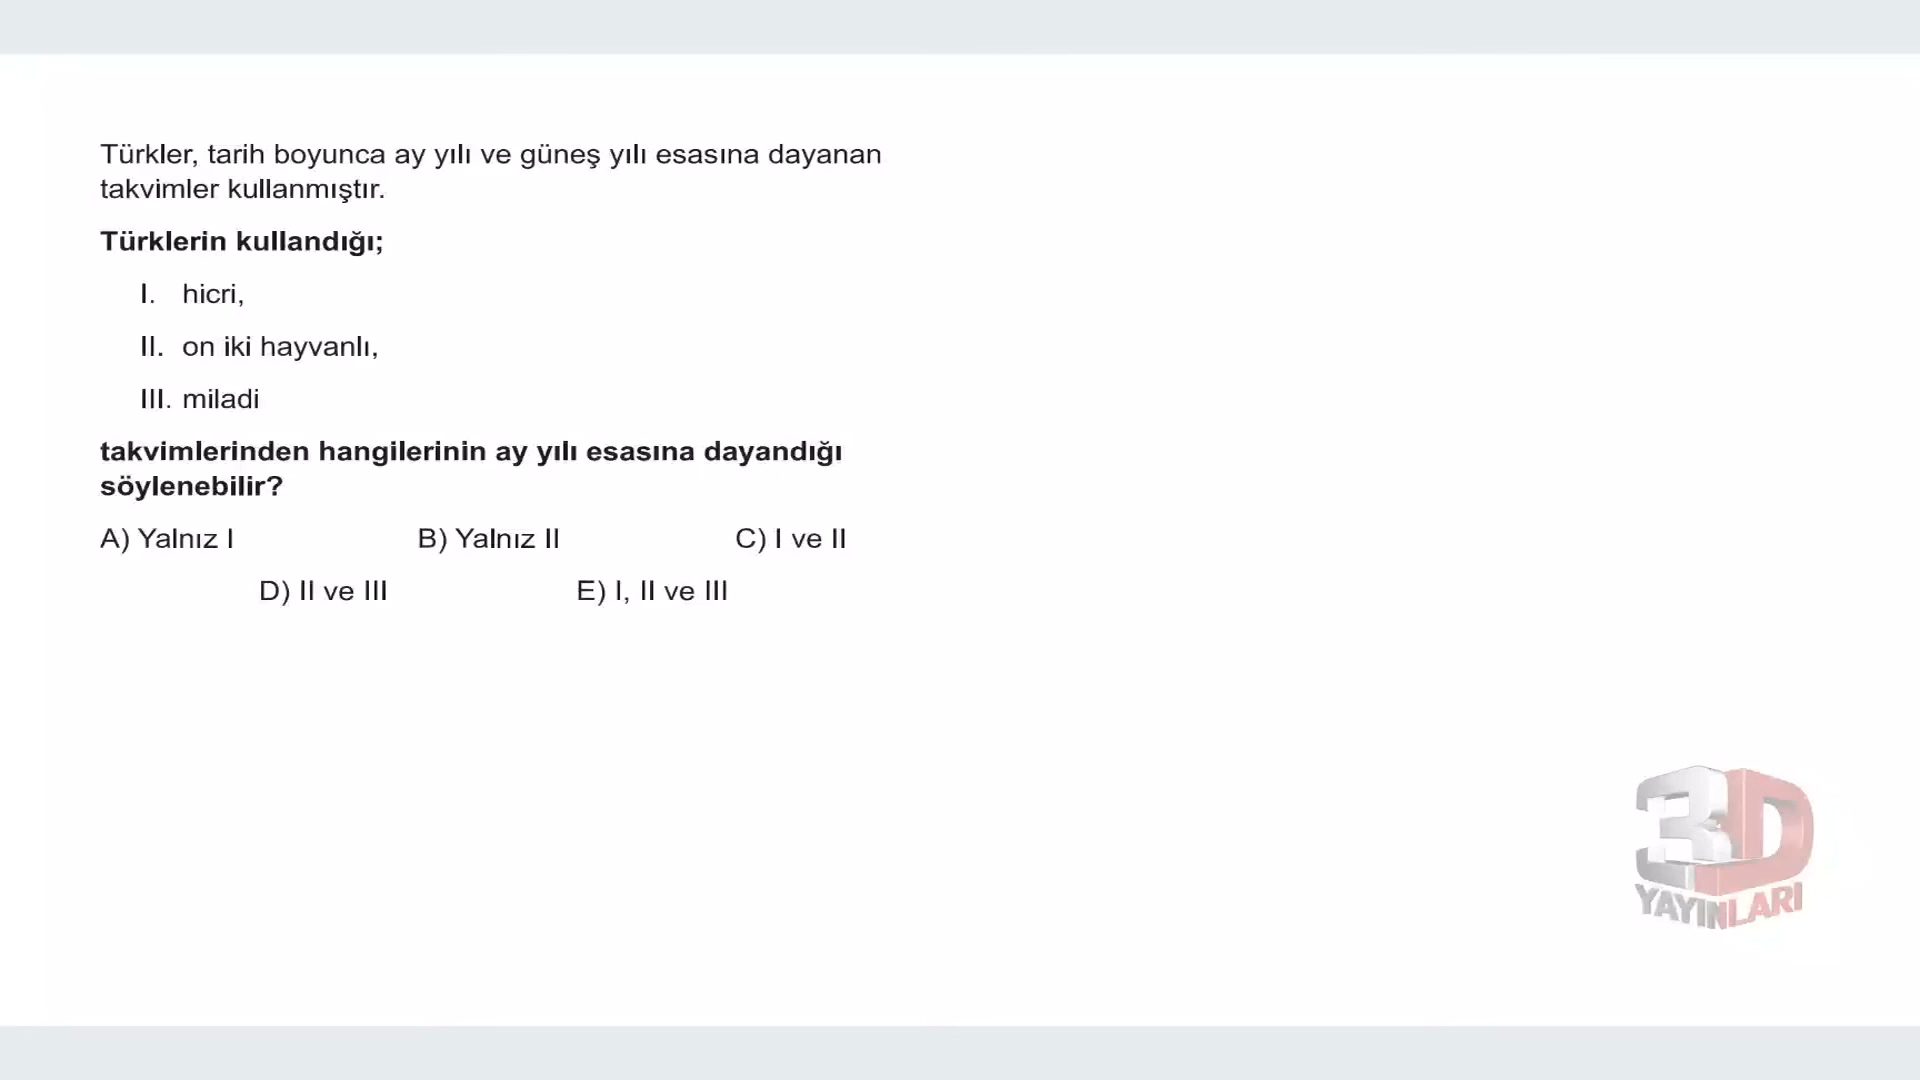 Türkler, tarih boyunca ay yılı ve güneş yılı esasına dayanan
takvimler kullanmıştır.
Türklerin kullandığı;
I. hicri,
II. on iki hayvanlı,
III. miladi
takvimlerinden hangilerinin ay yılı esasına dayandığı
söylenebilir?
A) Yalnız I B) Yalnız II C) I ve II
D) II ve III E) I, II ve III
3D
YAYINLARI